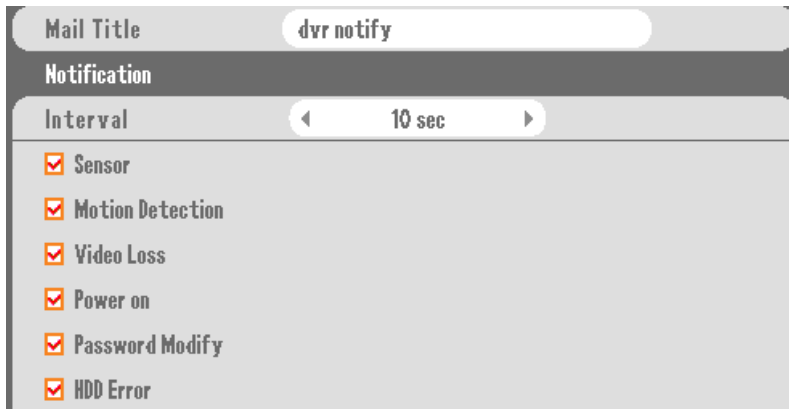 Mail Title dvr notify
Notification
Interval 10 sec
Sensor
Motion Detection
Video Loss
Power on
Password Modify
HDD Error